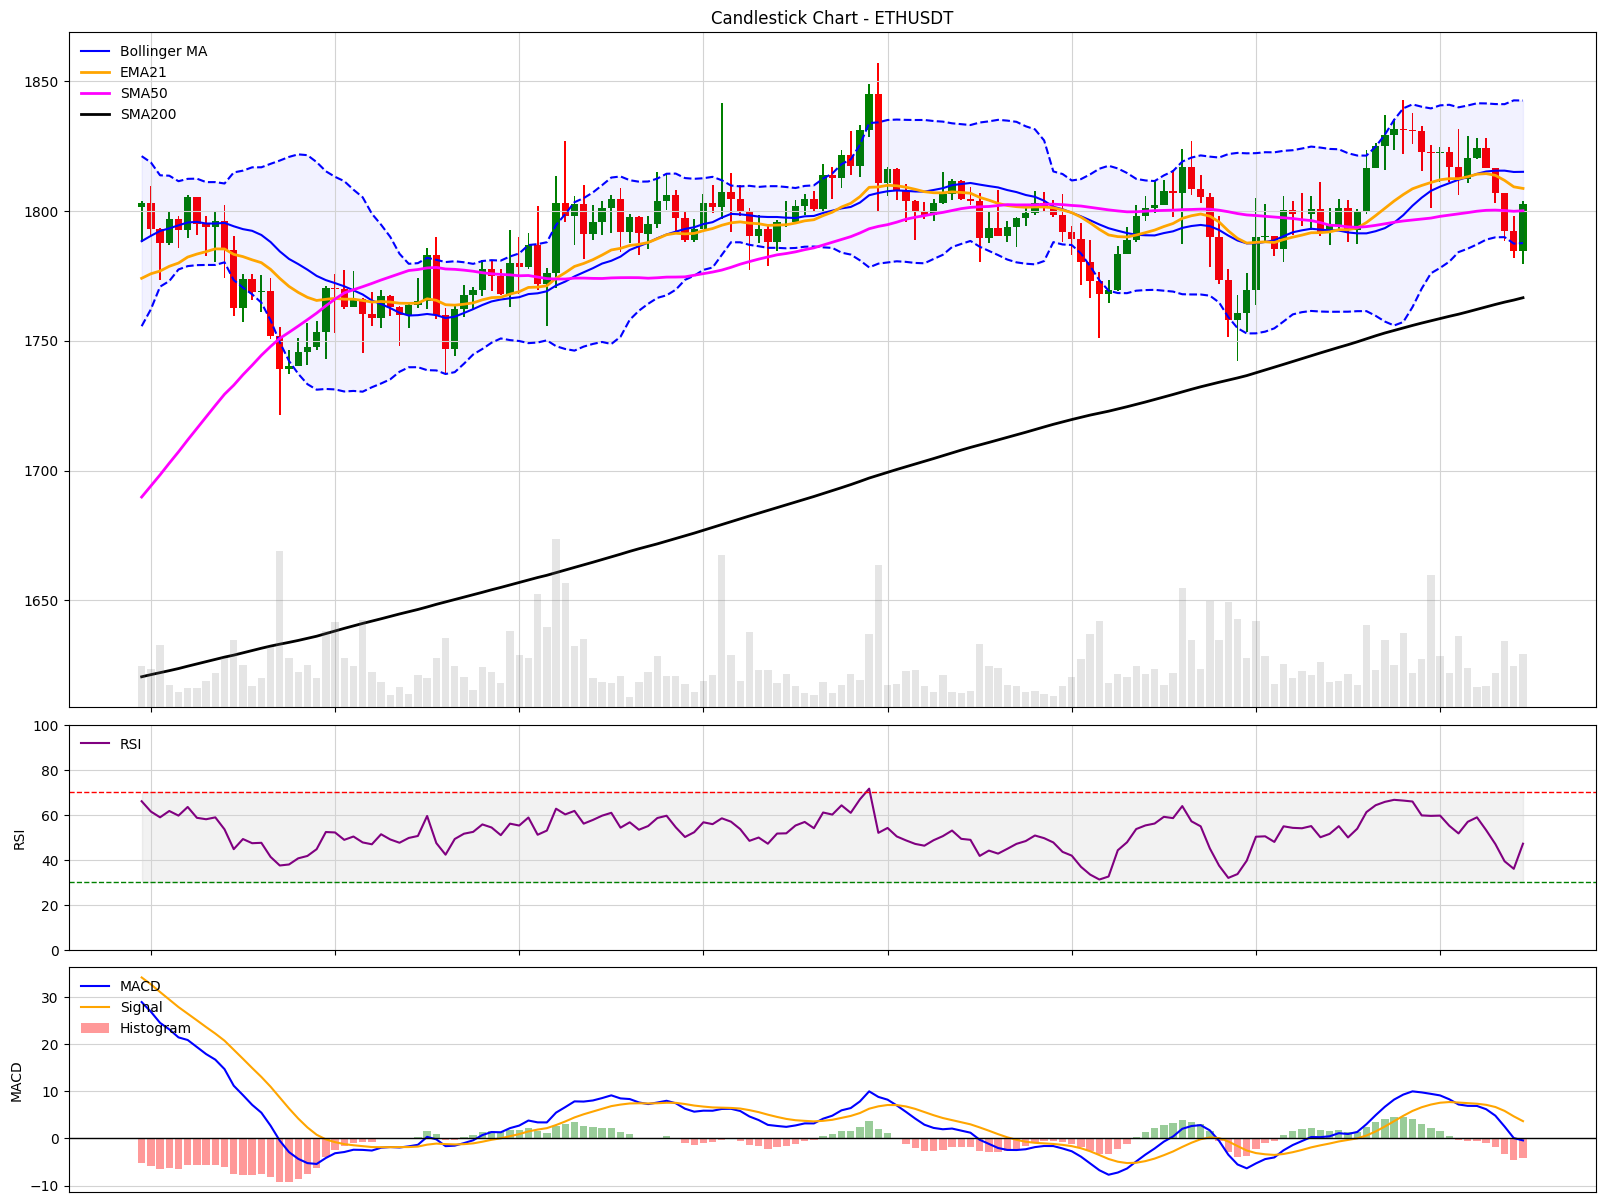 Candlestick Chart - ETHUSDT
Bollinger MA
EMA21
SMA50
SMA200
1850
1800
1750
1700
1650
RSI
RSI
100
80
60
40
20
0
MACD
Signal
Histogram
MACD
30
20
10
0
−10